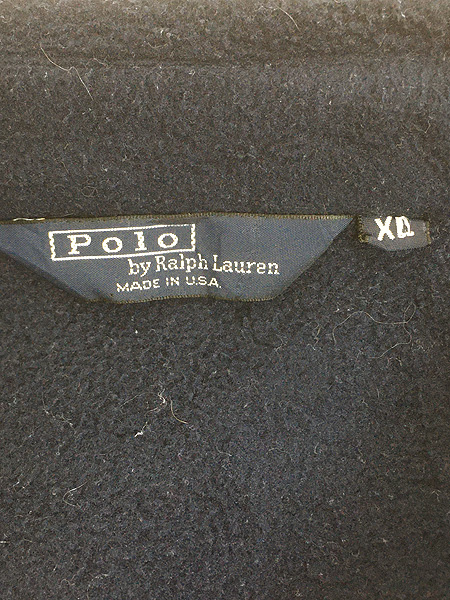 Polo
by Ralph Lauren
MADE IN U.S.A.
XL